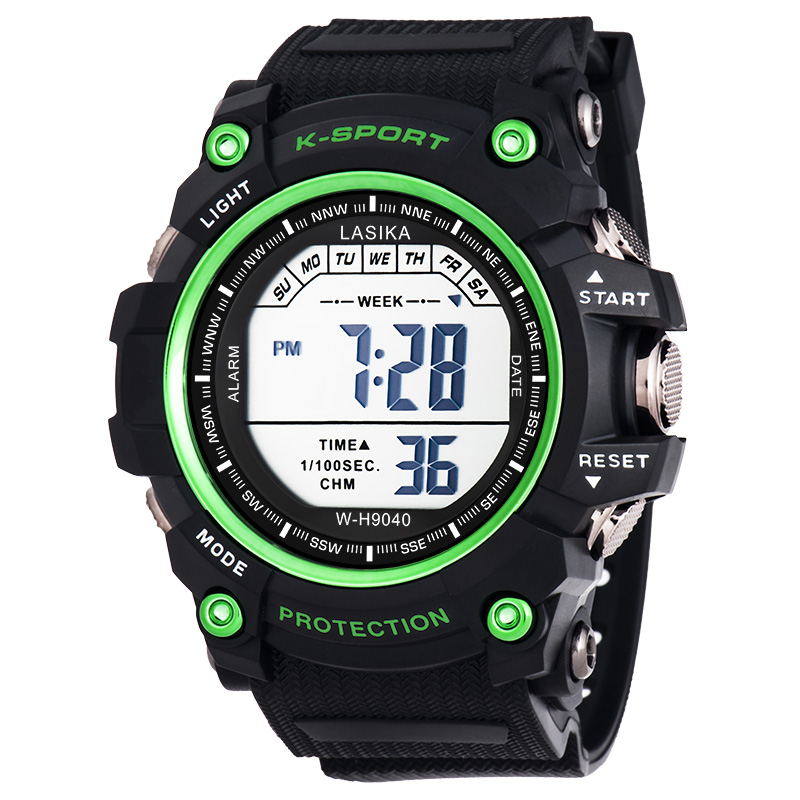 K-SPORT
LIGHT
NNW NNE
NW NE
LASIKA
SU MO TU WE TH FR SA
WEEK
START
WNW ENE
PM 7:28
ALARM DATE
WSW ESE
TIME
1/100SEC. 36
CHM
RESET
SW SE
W-H9040
SSW SSE
MODE
PROTECTION